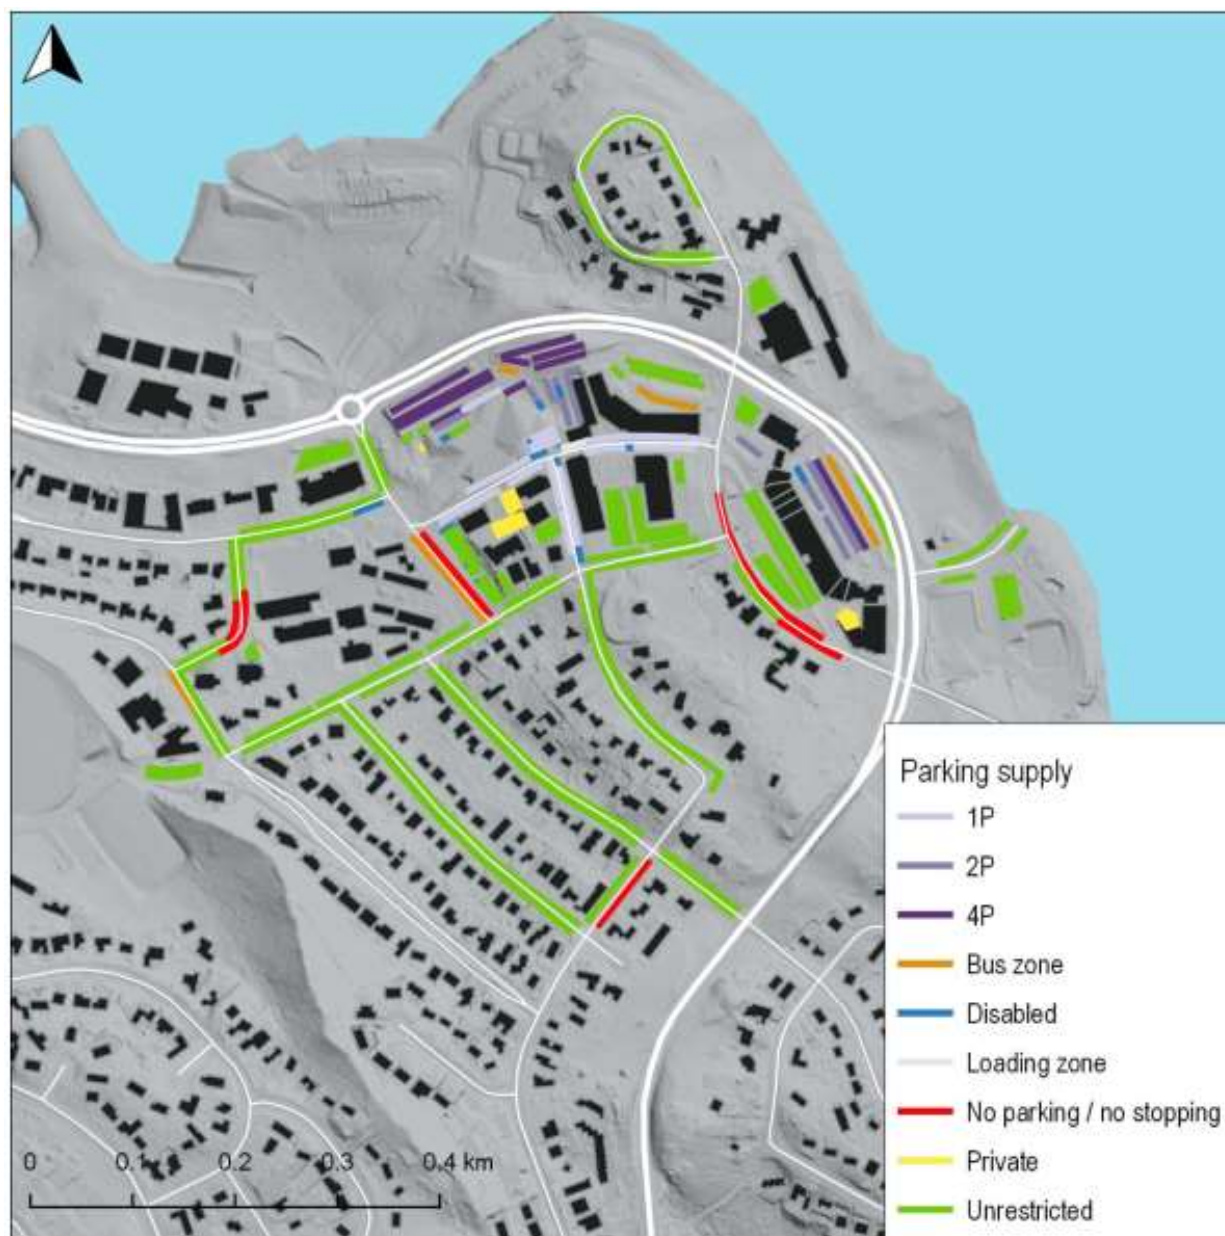 Parking supply
1P
2P
4P
Bus zone
Disabled
Loading zone
No parking / no stopping
Private
Unrestricted
0 0.1 0.2 0.3 0.4 km